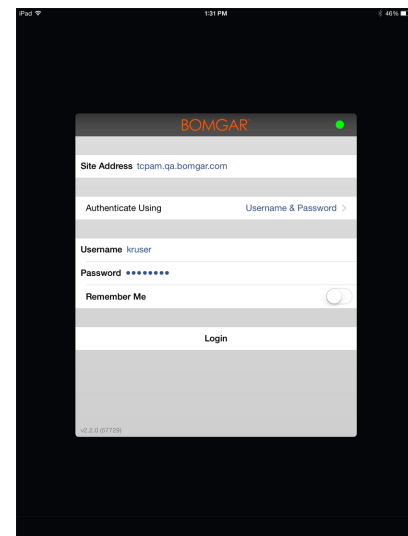 iPad 1:31 PM 46%
BOMGAR
Site Address tcpam.qa.bomgar.com
Authenticate Using Username & Password >
Username kruser
Password ••••••••
Remember Me
Login
v2.2.0 (57729)